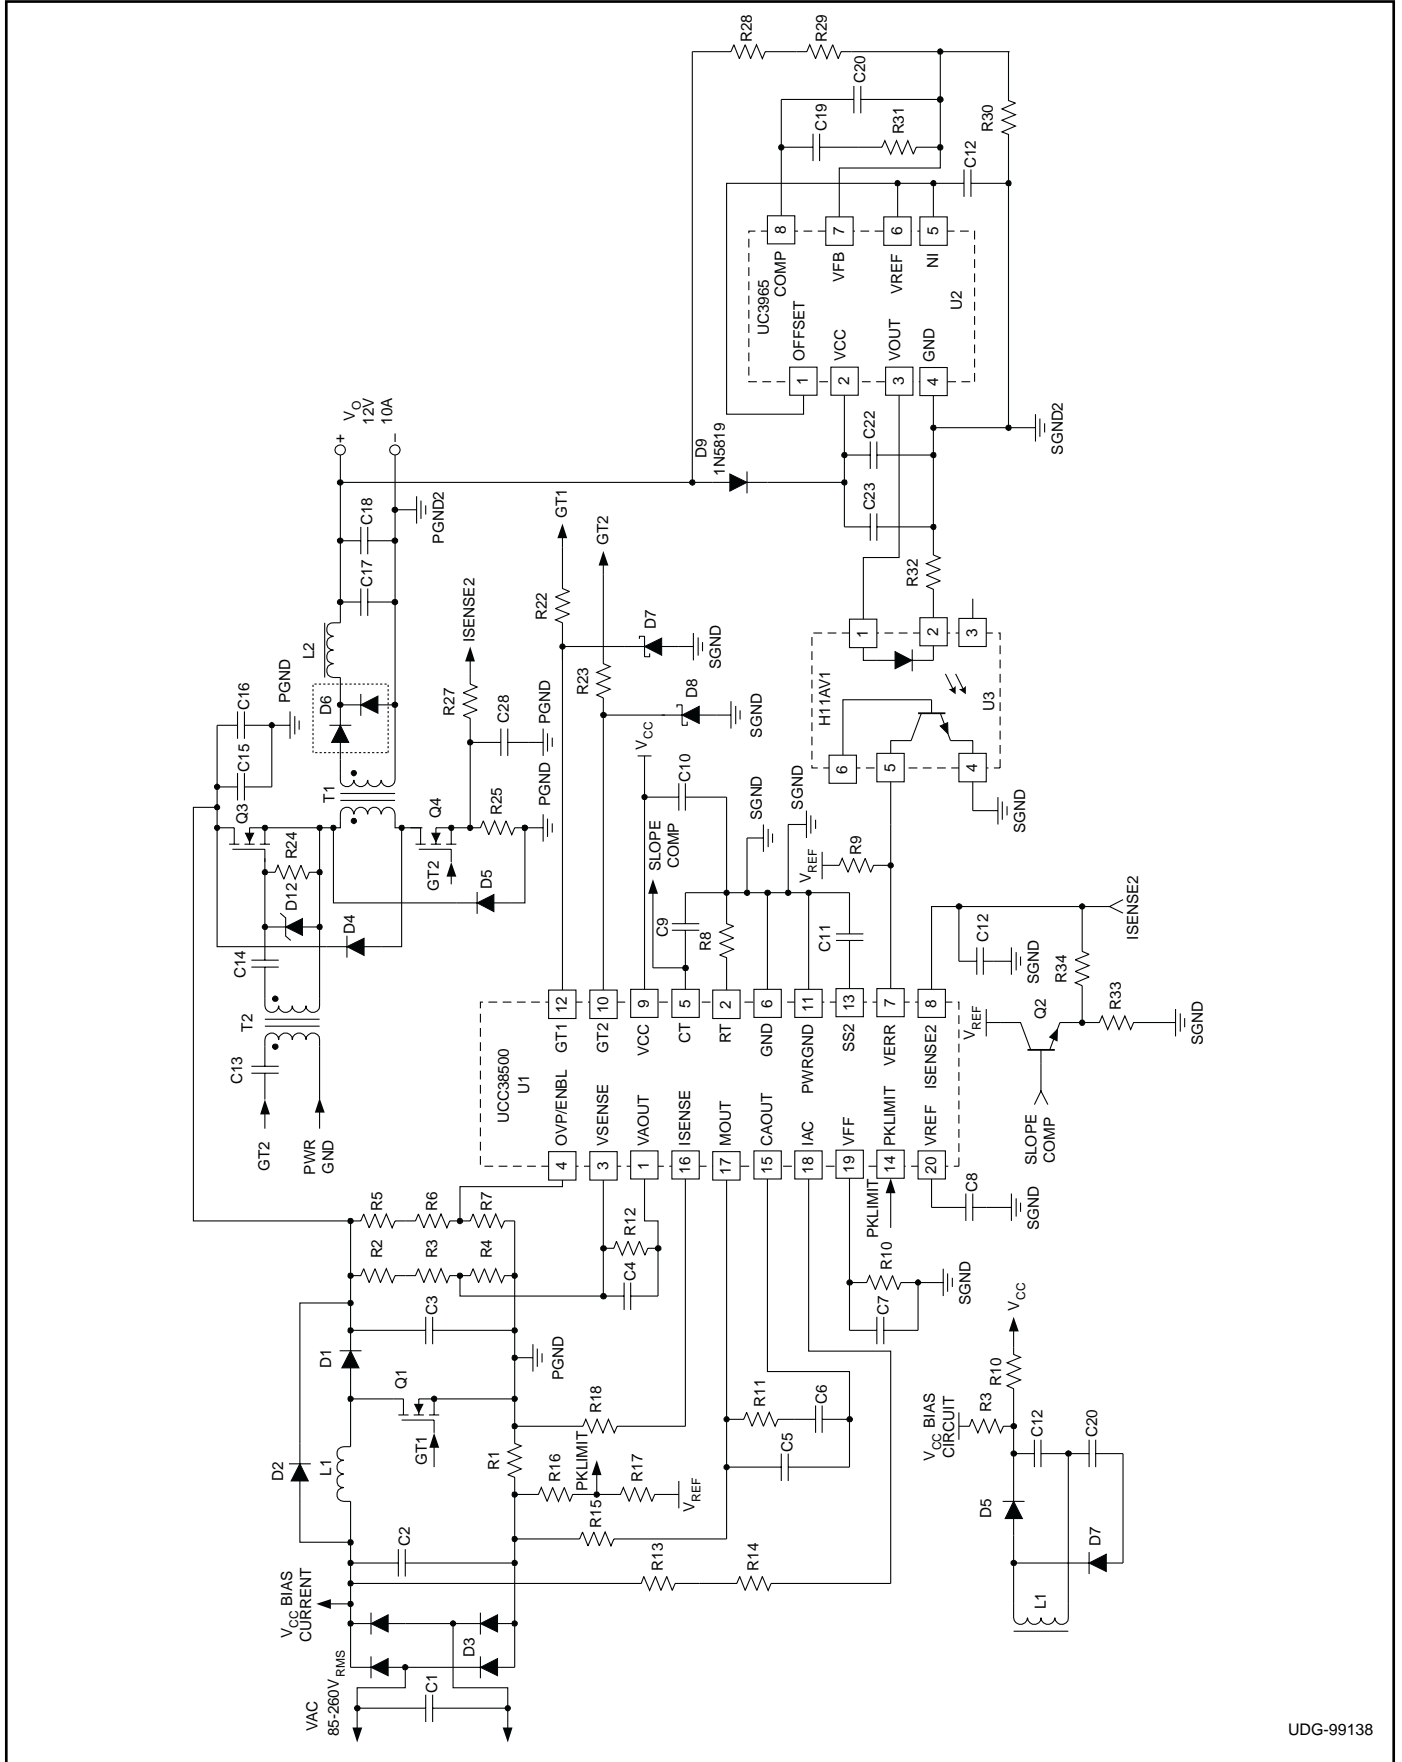 VAC
85-260V RMS
C1
D3
VCC BIAS
CURRENT
C2
D2
L1
D1
Q1
GT1
C3
R1
PGND
R2
R3
R4
R5
R6
R7
R13
R14
R15
R16
PKLIMIT
R17
VREF
R18
C5
R11
C6
C4
R12
C7
R10
SGND
PKLIMIT
C8
SGND
L1
D5
D7
C12
C20
R3
VCC BIAS
CIRCUIT
R10
VCC
UCC38500
U1
4 OVP/ENBL
3 VSENSE
1 VAOUT
16 ISENSE
17 MOUT
15 CAOUT
18 IAC
19 VFF
14 PKLIMIT
20 VREF
GT1 12
GT2 10
VCC 9
CT 5
RT 2
GND 6
PWRGND 11
SS2 13
VERR 7
ISENSE2 8
GT2
PWR
GND
C13
T2
C14
D12
R24
D4
Q3
C15
C16
PGND
T1
GT2
Q4
D5
R25
PGND
C28
PGND
R27
ISENSE2
D6
L2
C17
C18
PGND2
+
VO
12V
10A
–
R22
GT1
D7
SGND
R23
GT2
D8
SGND
VCC
C10
SLOPE
COMP
C9
R8
C11
SGND
SGND
VREF
R9
SLOPE
COMP
VREF
Q2
R33
SGND
R34
C12
SGND
ISENSE2
H11AV1
U3
6
5
4
1
2
3
SGND
R32
C23
C22
D9
1N5819
SGND2
UC3965
U2
1 OFFSET
2 VCC
3 VOUT
4 GND
COMP 8
VFB 7
VREF 6
NI 5
R28
R29
C20
C19
R31
R30
C12
UDG-99138